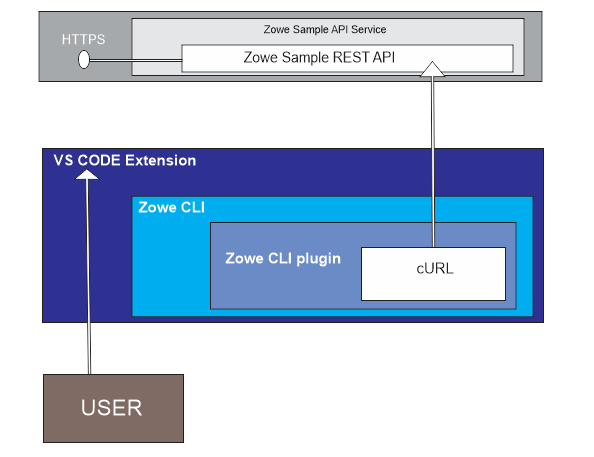 Zowe Sample API Service
HTTPS
Zowe Sample REST API
VS CODE Extension
Zowe CLI
Zowe CLI plugin
cURL
USER